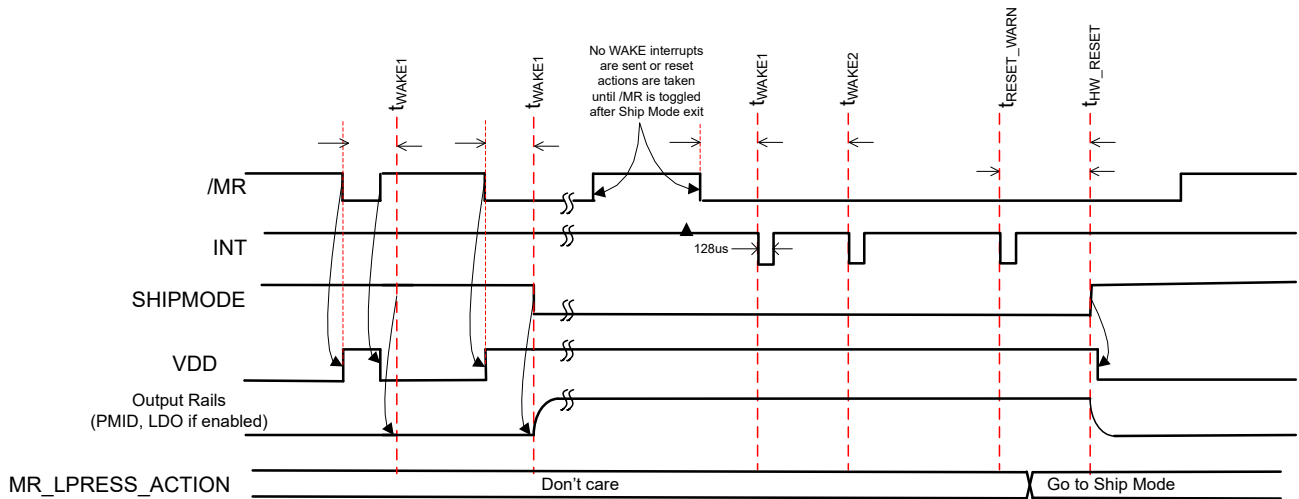 No WAKE interrupts
are sent or reset
actions are taken
until /MR is toggled
after Ship Mode exit
tWAKE1
tWAKE1
tWAKE1
tWAKE2
tRESET_WARN
tHW_RESET
/MR
INT
128us
SHIPMODE
VDD
Output Rails
(PMID, LDO if enabled)
MR_LPRESS_ACTION
Don't care
Go to Ship Mode